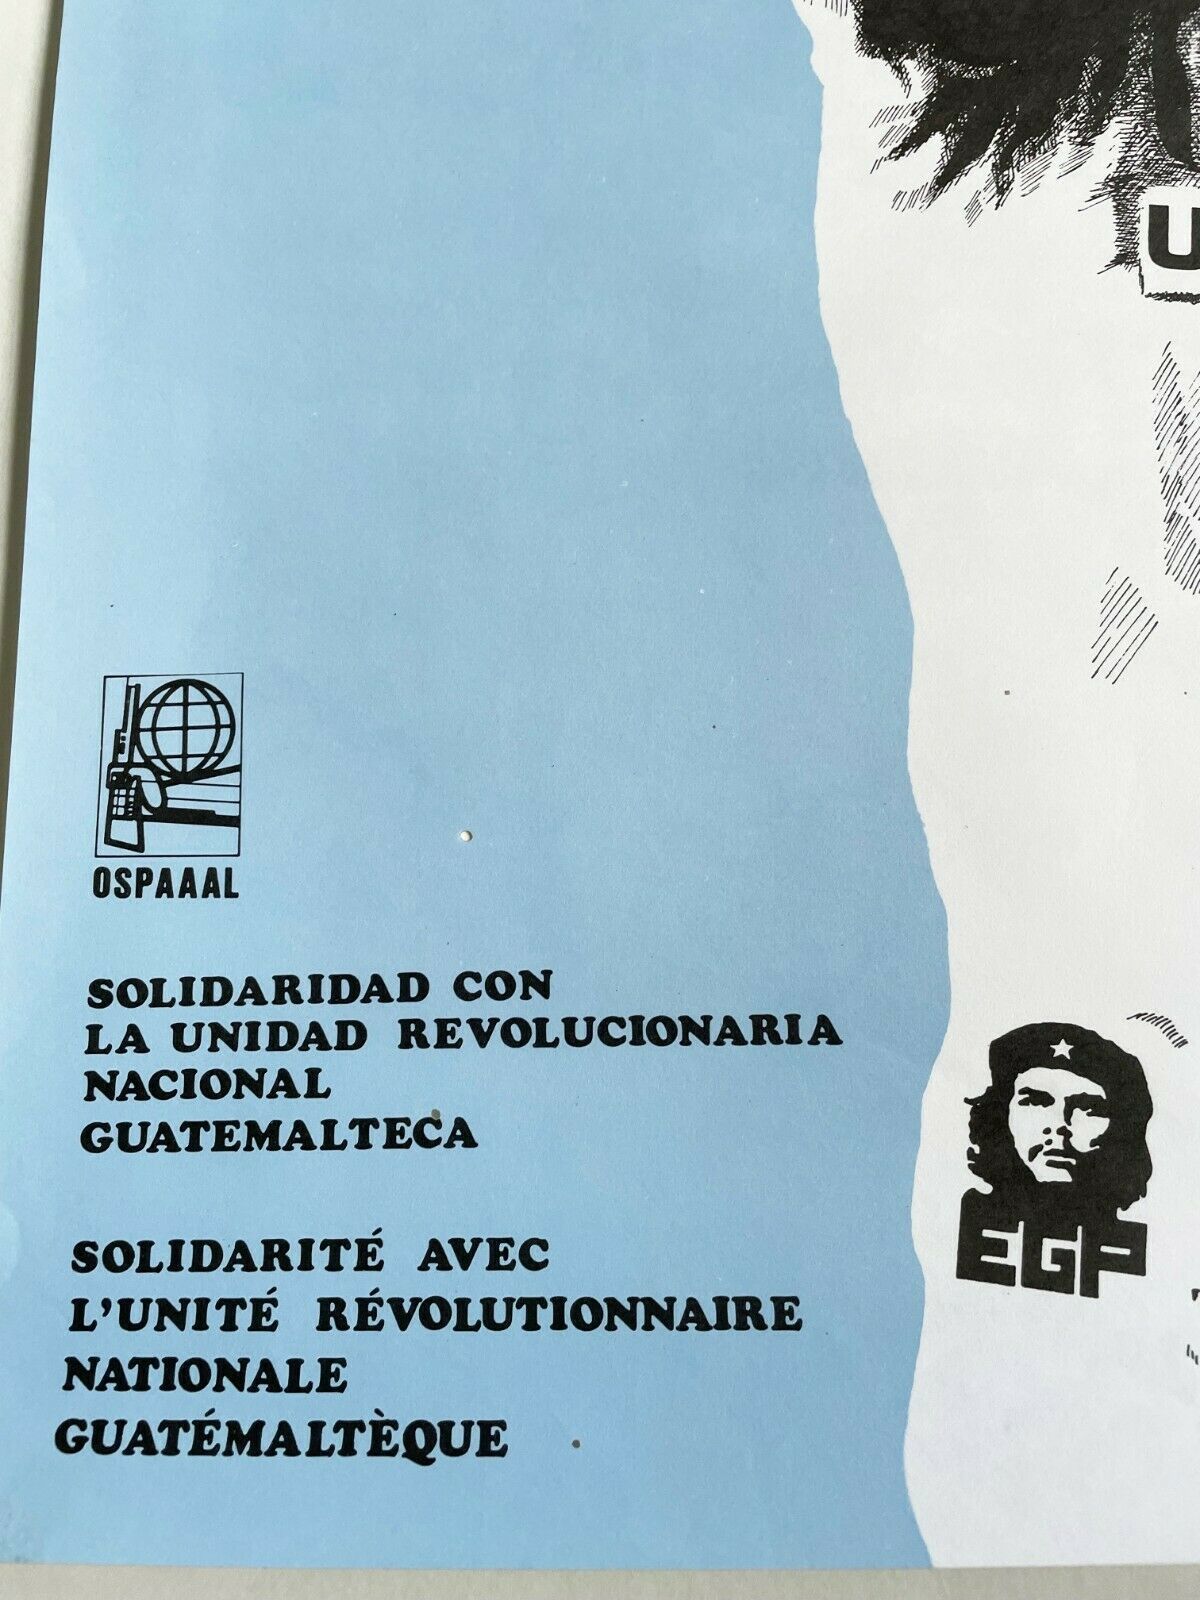 U
OSPAAAL
SOLIDARIDAD CON
LA UNIDAD REVOLUCIONARIA
NACIONAL
GUATEMALTECA
EGP
SOLIDARITÉ AVEC
L'UNITÉ RÉVOLUTIONNAIRE
NATIONALE
GUATÉMALTÈQUE